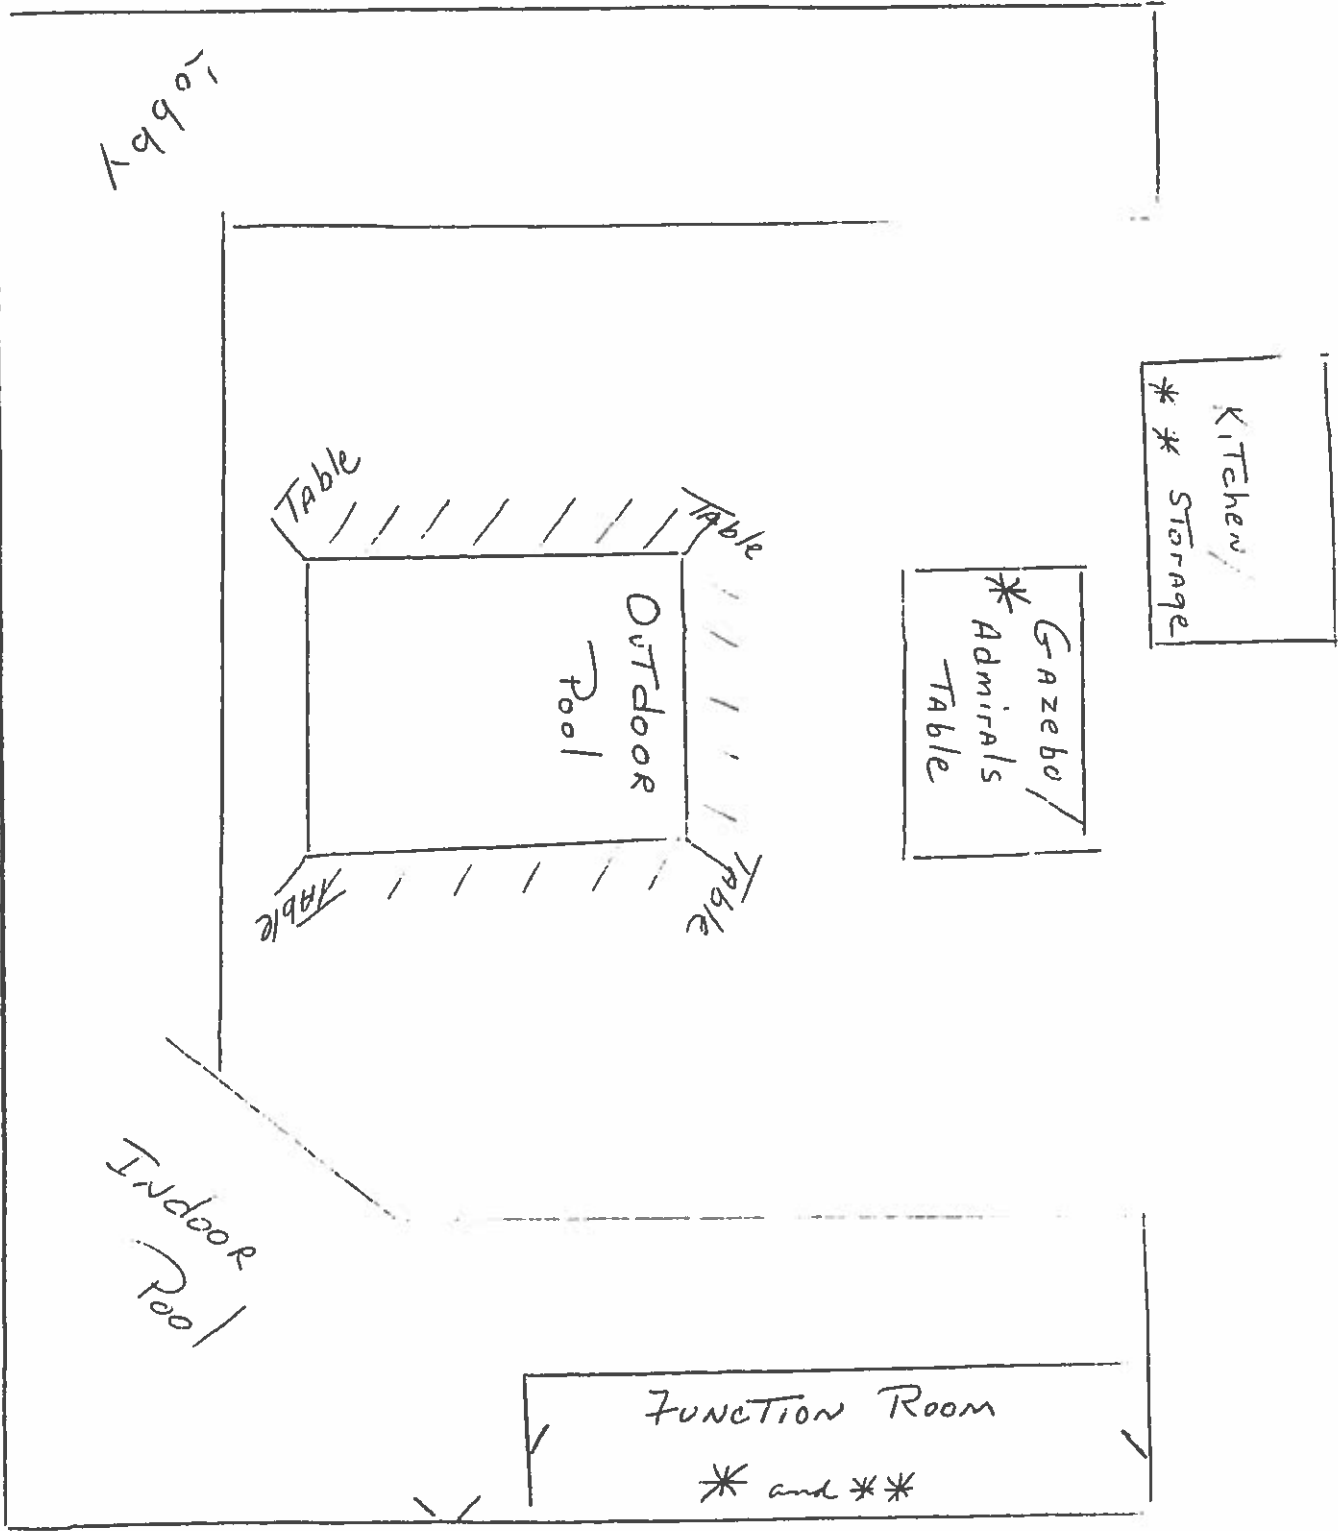 Lobby
Kitchen/
** Storage
Table
Table
Gazebo/
* Admirals
Table
Outdoor
Pool
Table
Table
Indoor
Pool
Function Room
* and **